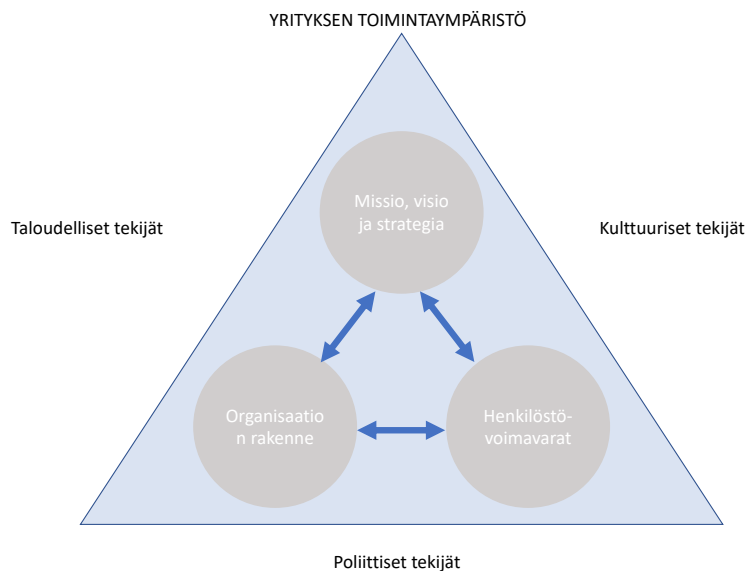 YRITYKSEN TOIMINTAYMPÄRISTÖ
Missio, visio
ja strategia
Taloudelliset tekijät
Kulttuuriset tekijät
Organisaatio
n rakenne
Henkilöstö-
voimavarat
Poliittiset tekijät